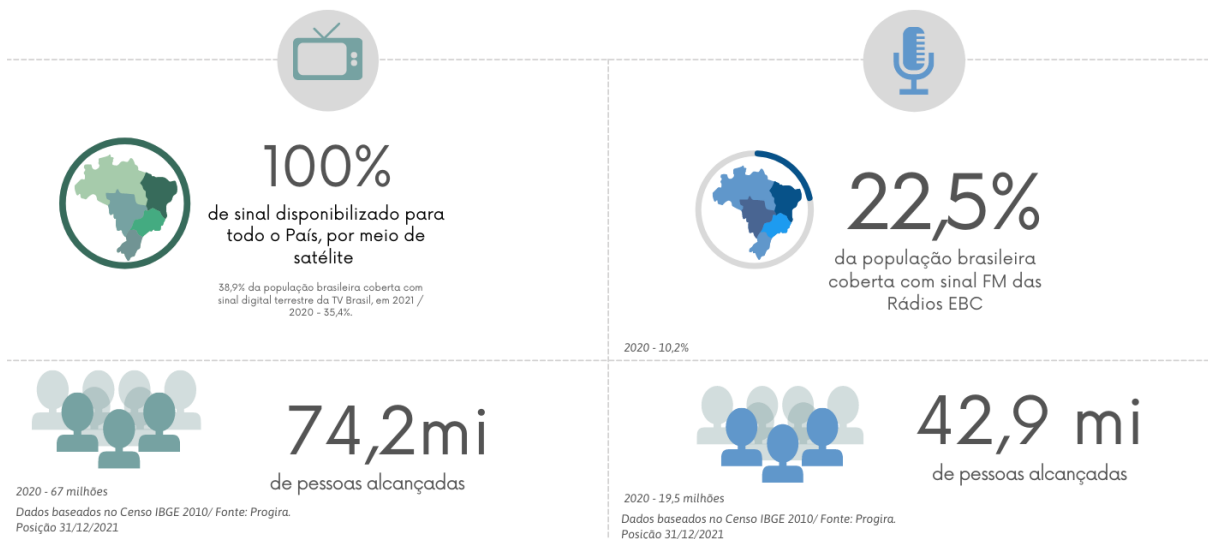 100%
de sinal disponibilizado para
todo o País, por meio de
satélite
38,9% da população brasileira coberta com
sinal digital terrestre da TV Brasil, em 2021 /
2020 - 35,4%.
22,5%
da população brasileira
coberta com sinal FM das
Rádios EBC
2020 - 10,2%
74,2mi
de pessoas alcançadas
2020 - 67 milhões
Dados baseados no Censo IBGE 2010/ Fonte: Progira.
Posição 31/12/2021
42,9 mi
de pessoas alcançadas
2020 - 19,5 milhões
Dados baseados no Censo IBGE 2010/ Fonte: Progira.
Posição 31/12/2021